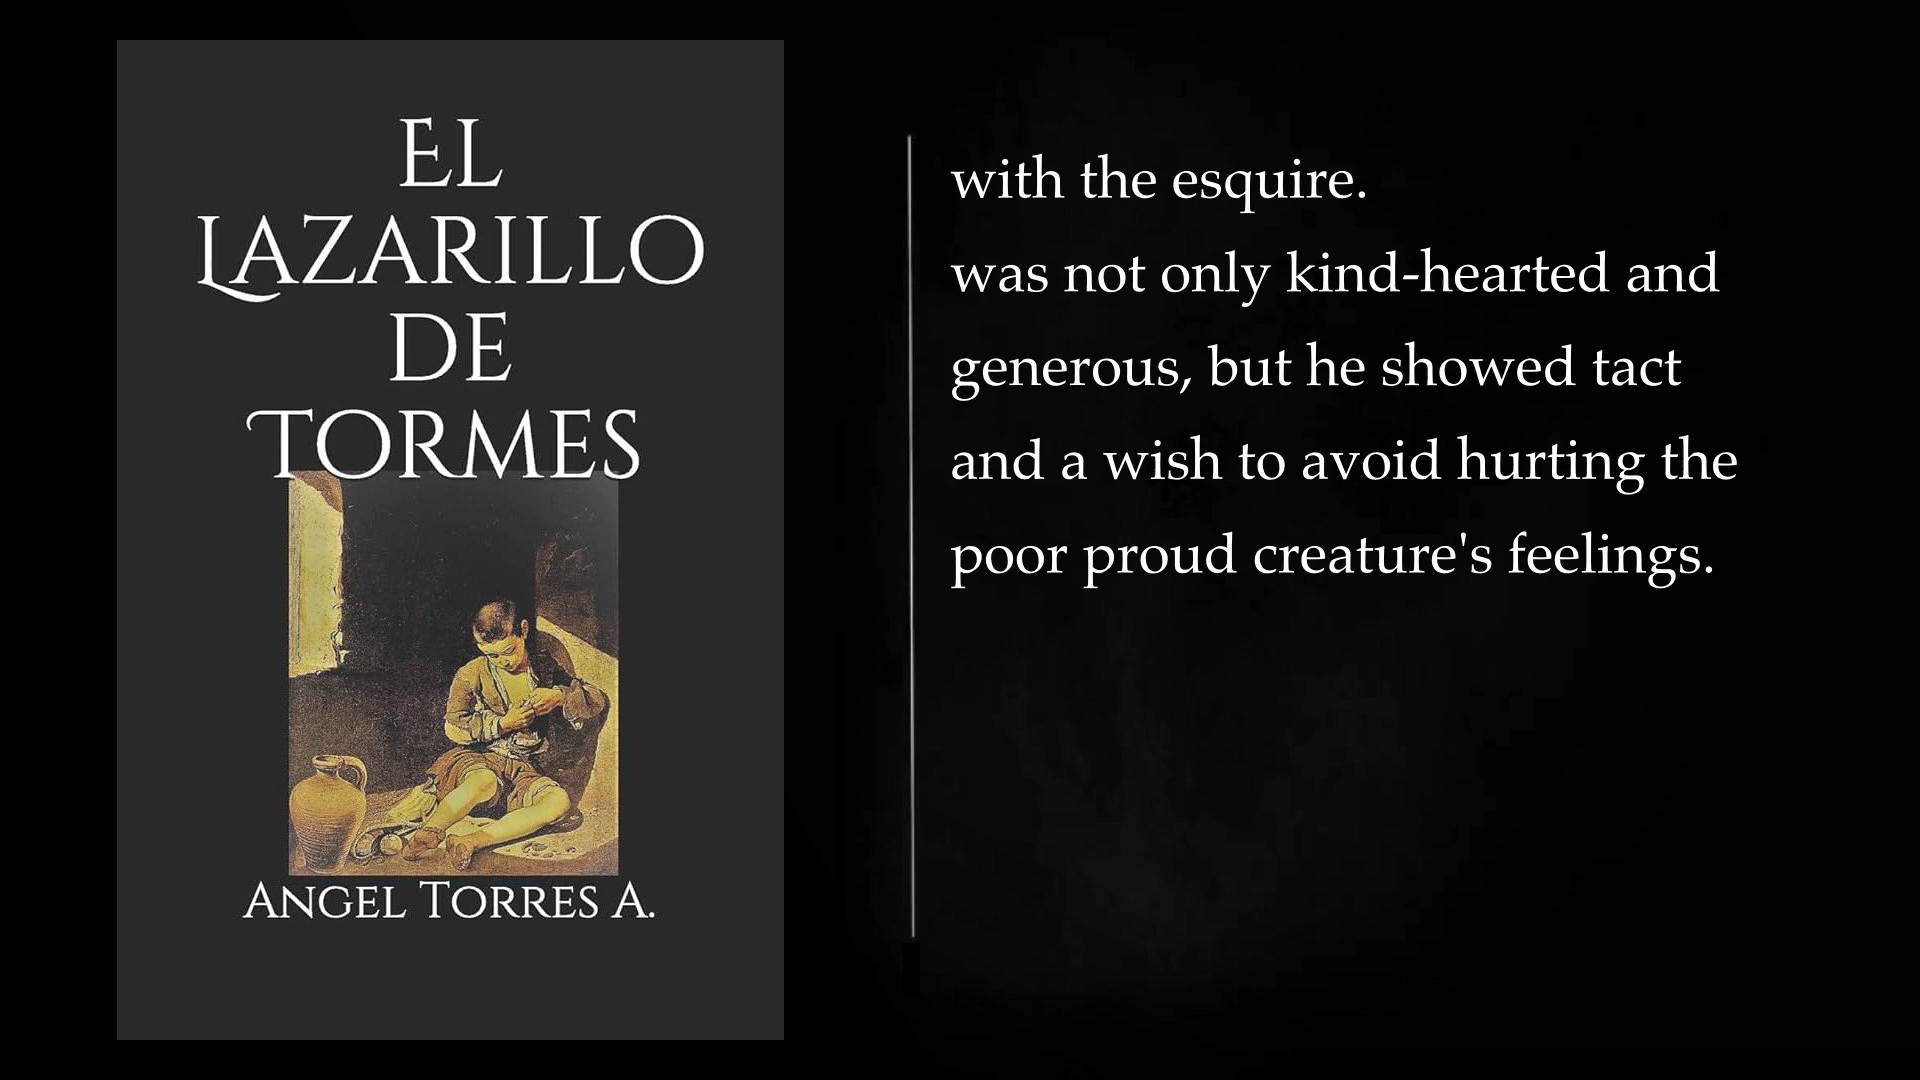 EL
LAZARILLO
DE
TORMES
ANGEL TORRES A.
with the esquire.
was not only kind-hearted and
generous, but he showed tact
and a wish to avoid hurting the
poor proud creature's feelings.